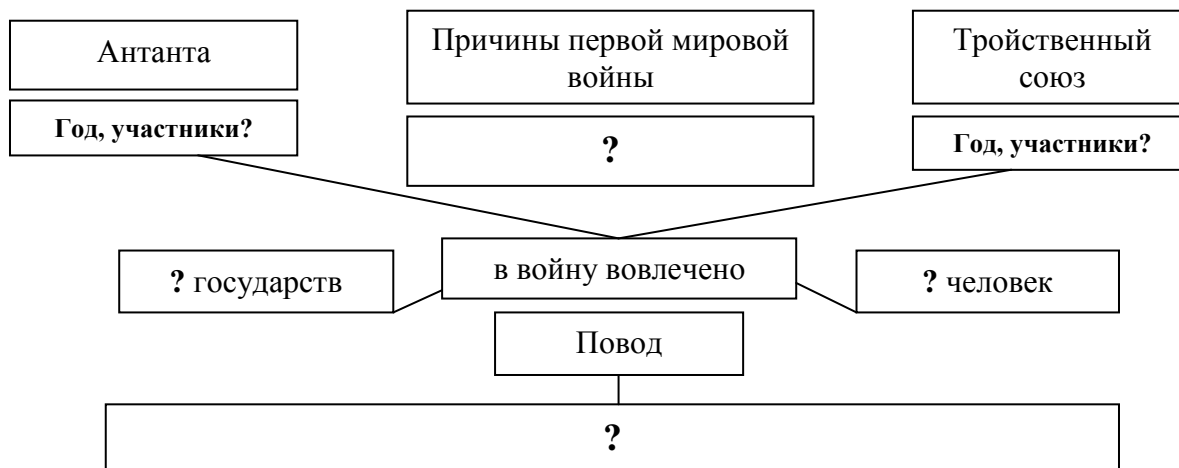 Антанта
Причины первой мировой
войны
Тройственный
союз
Год, участники?
?
Год, участники?
? государств
в войну вовлечено
? человек
Повод
?